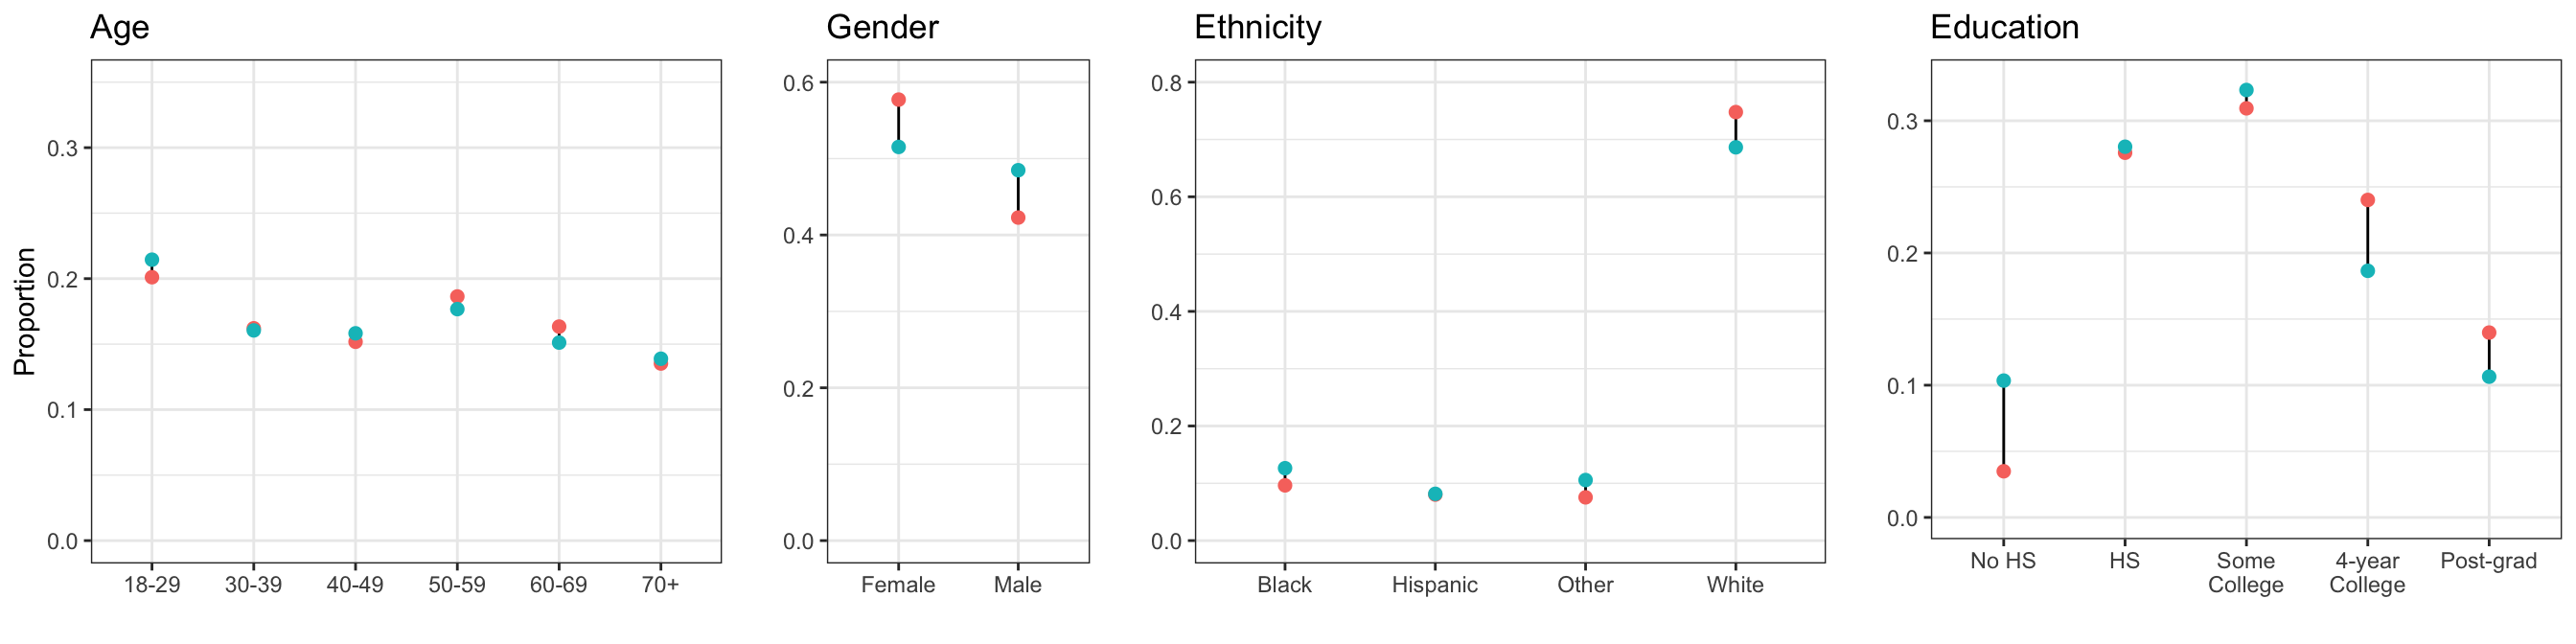 Age
Gender
Ethnicity
Education
Proportion
0.3
0.2
0.1
0.0
18-29 30-39 40-49 50-59 60-69 70+
0.6
0.4
0.2
0.0
Female Male
0.8
0.6
0.4
0.2
0.0
Black Hispanic Other White
0.3
0.2
0.1
0.0
No HS HS Some 4-year Post-grad
College College